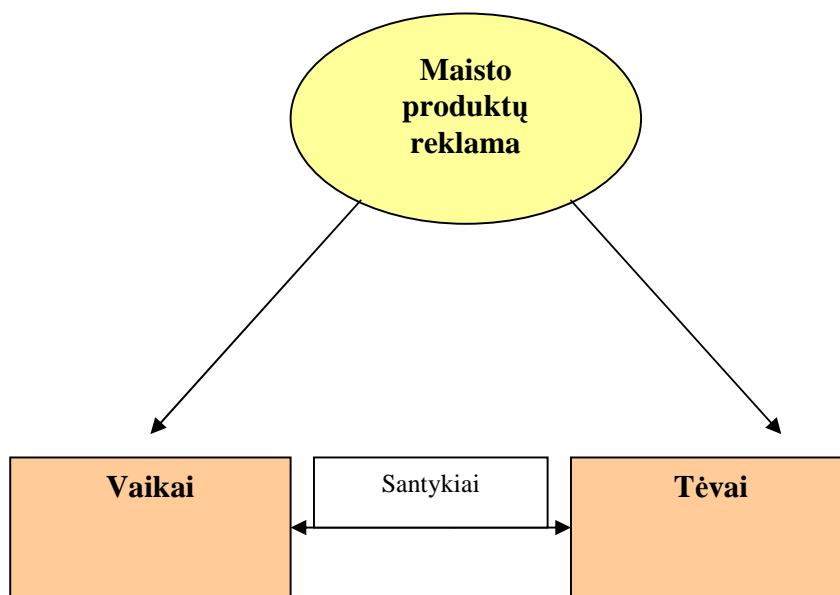 Maisto
produktų
reklama
Vaikai
Santykiai
Tėvai